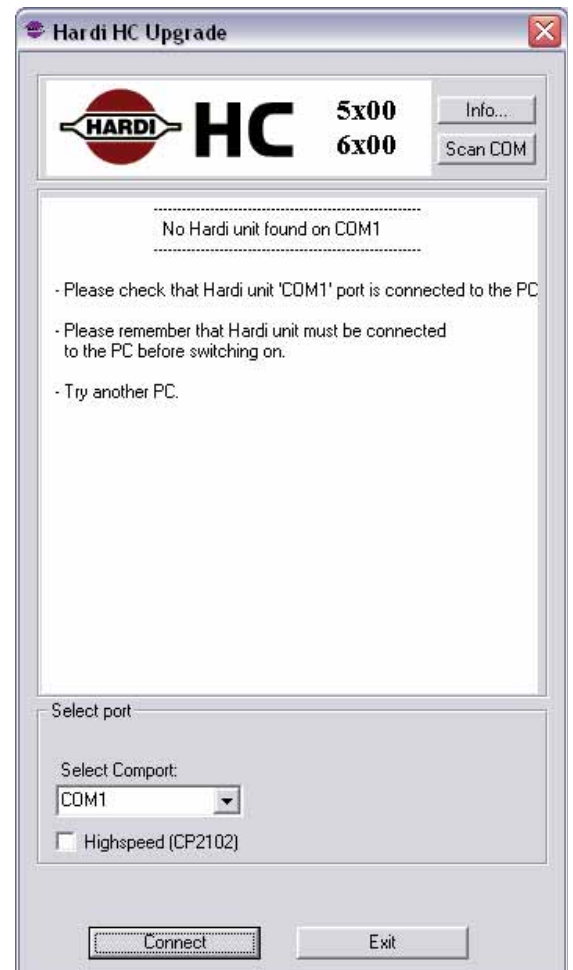 Hardi HC Upgrade
HARDI HC
5x00
6x00
Info...
Scan COM
No Hardi unit found on COM1
- Please check that Hardi unit 'COM1' port is connected to the PC
- Please remember that Hardi unit must be connected
to the PC before switching on.
- Try another PC.
Select port
Select Comport:
COM1
Highspeed (CP2102)
Connect
Exit